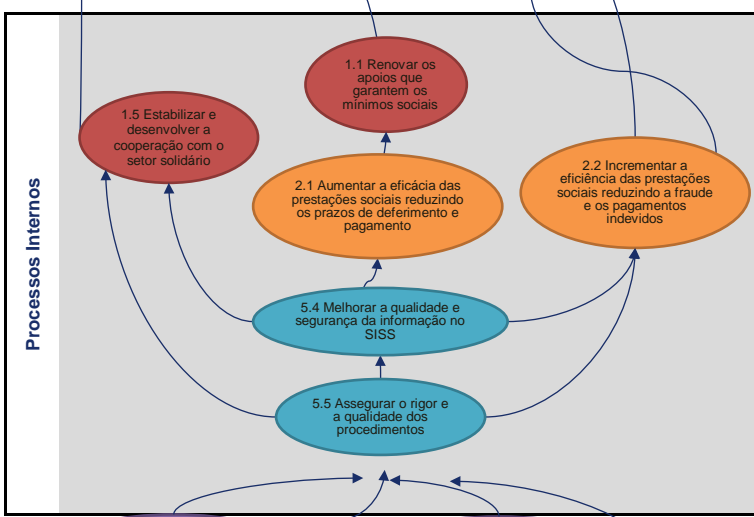 Processos Internos
1.1 Renovar os
apoios que
garantem os
mínimos sociais
1.5 Estabilizar e
desenvolver a
cooperação com o
setor solidário
2.1 Aumentar a eficácia das
prestações sociais reduzindo
os prazos de deferimento e
pagamento
2.2 Incrementar a
eficiência das prestações
sociais reduzindo a fraude
e os pagamentos
indevidos
5.4 Melhorar a qualidade e
segurança da informação no
SISS
5.5 Assegurar o rigor e
a qualidade dos
procedimentos